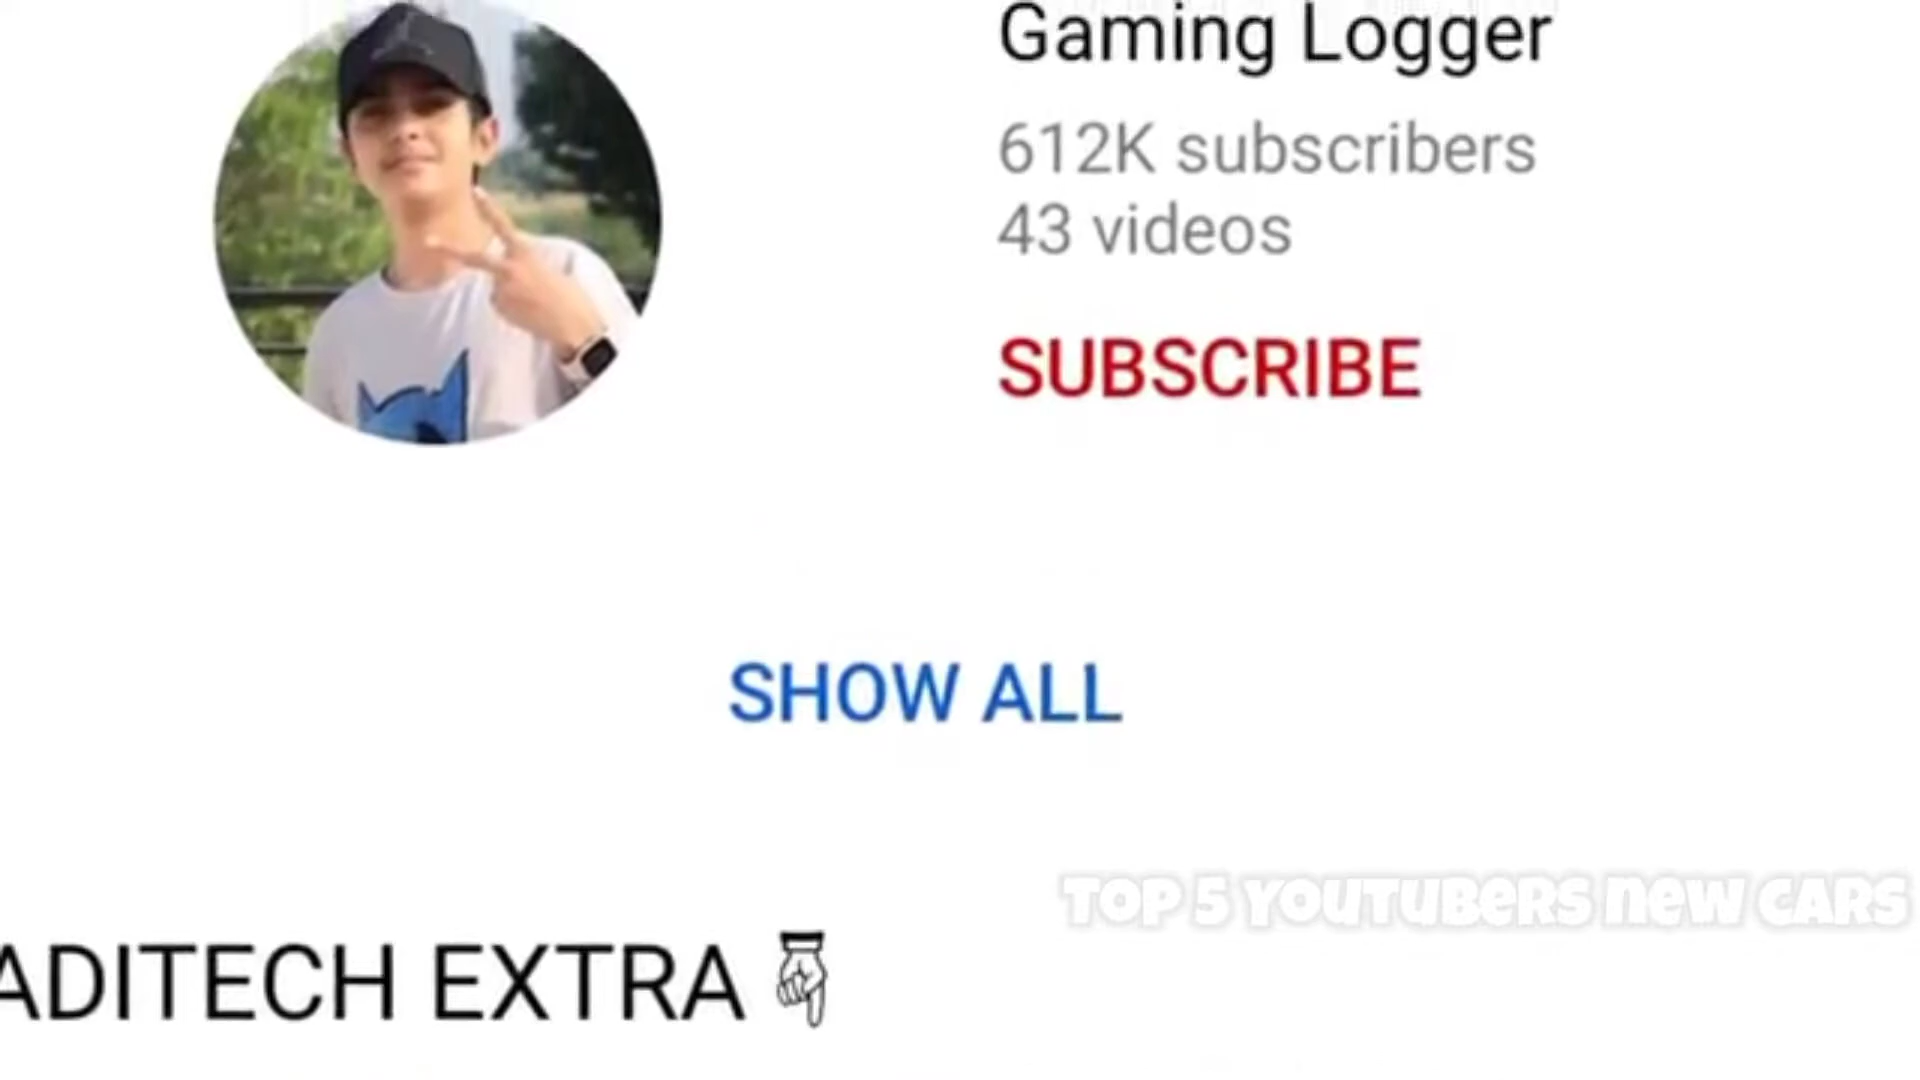 Gaming Logger
612K subscribers
43 videos
SUBSCRIBE
SHOW ALL
TOP 5 YOUTUBERS NEW CARS
ADITECH EXTRA 👇